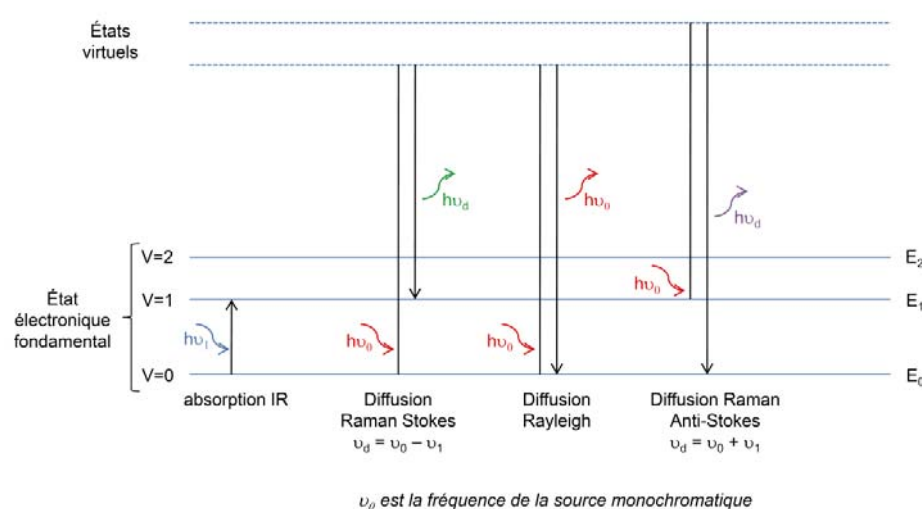 États
virtuels
hυd
hυ0
hυd
V=2
E2
hυ0
État
électronique
fondamental
V=1
E1
hυ1
hυ0
hυ0
V=0
E0
absorption IR
Diffusion
Raman Stokes
υd = υ0 – υ1
Diffusion
Rayleigh
Diffusion Raman
Anti-Stokes
υd = υ0 + υ1
υ0 est la fréquence de la source monochromatique